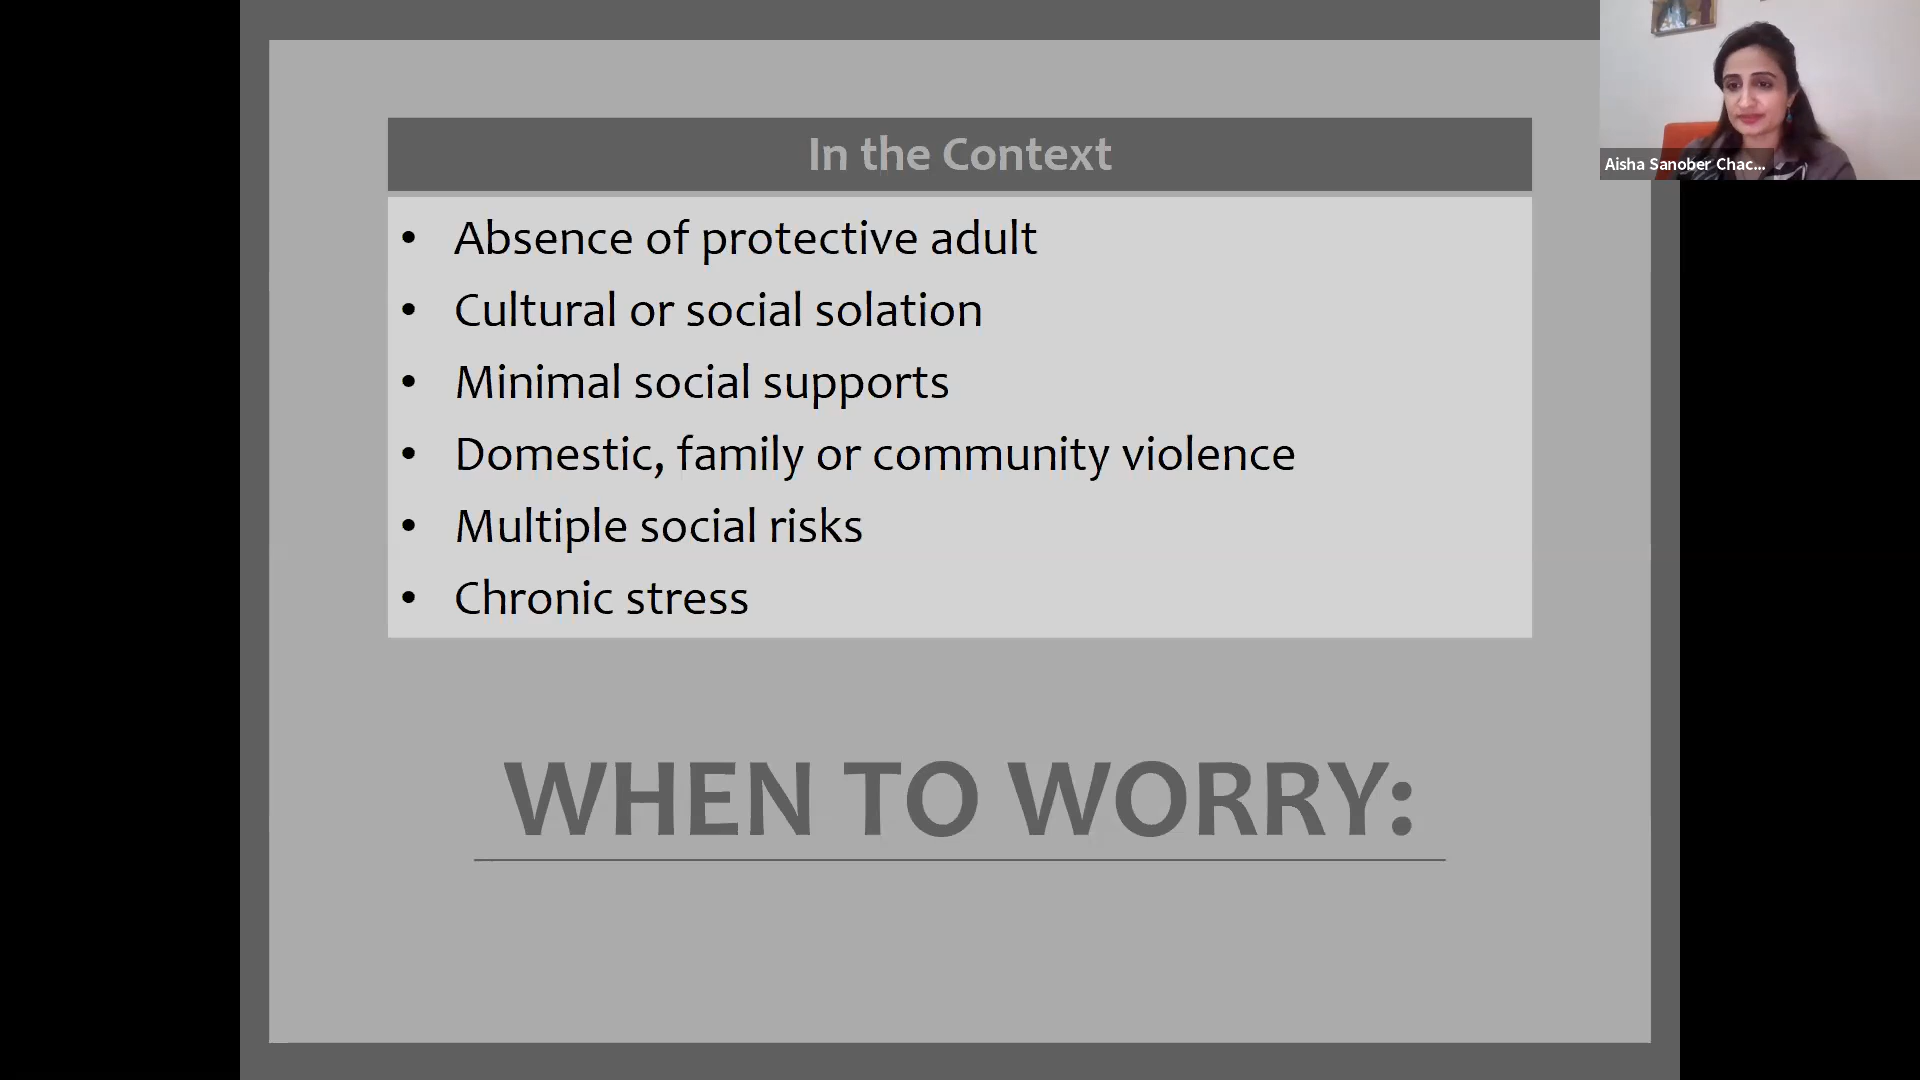 In the Context
• Absence of protective adult
• Cultural or social solation
• Minimal social supports
• Domestic, family or community violence
• Multiple social risks
• Chronic stress
WHEN TO WORRY:
Aisha Sanober Chac...